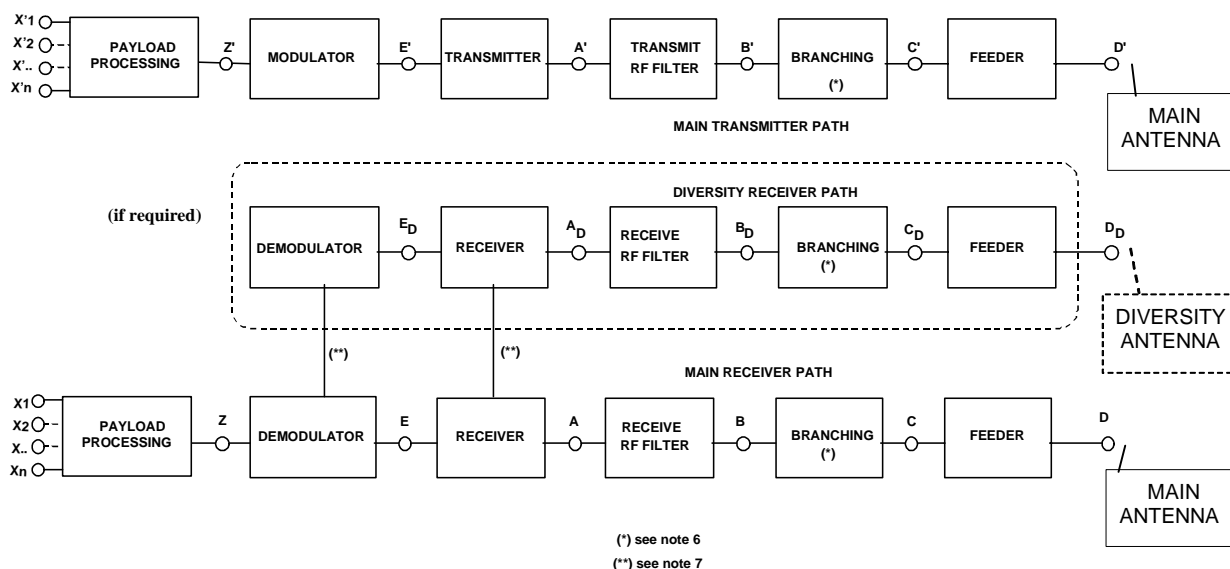 X'1
X'2
X'..
X'n
PAYLOAD
PROCESSING
Z'
MODULATOR
E'
TRANSMITTER
A'
TRANSMIT
RF FILTER
B'
BRANCHING
(*)
C'
FEEDER
D'
MAIN
ANTENNA
MAIN TRANSMITTER PATH
(if required)
DIVERSITY RECEIVER PATH
DEMODULATOR
ED
RECEIVER
AD
RECEIVE
RF FILTER
BD
BRANCHING
(*)
CD
FEEDER
DD
DIVERSITY
ANTENNA
(**)
(**)
MAIN RECEIVER PATH
X1
X2
X..
Xn
PAYLOAD
PROCESSING
Z
DEMODULATOR
E
RECEIVER
A
RECEIVE
RF FILTER
B
BRANCHING
(*)
C
FEEDER
D
MAIN
ANTENNA
(*) see note 6
(**) see note 7